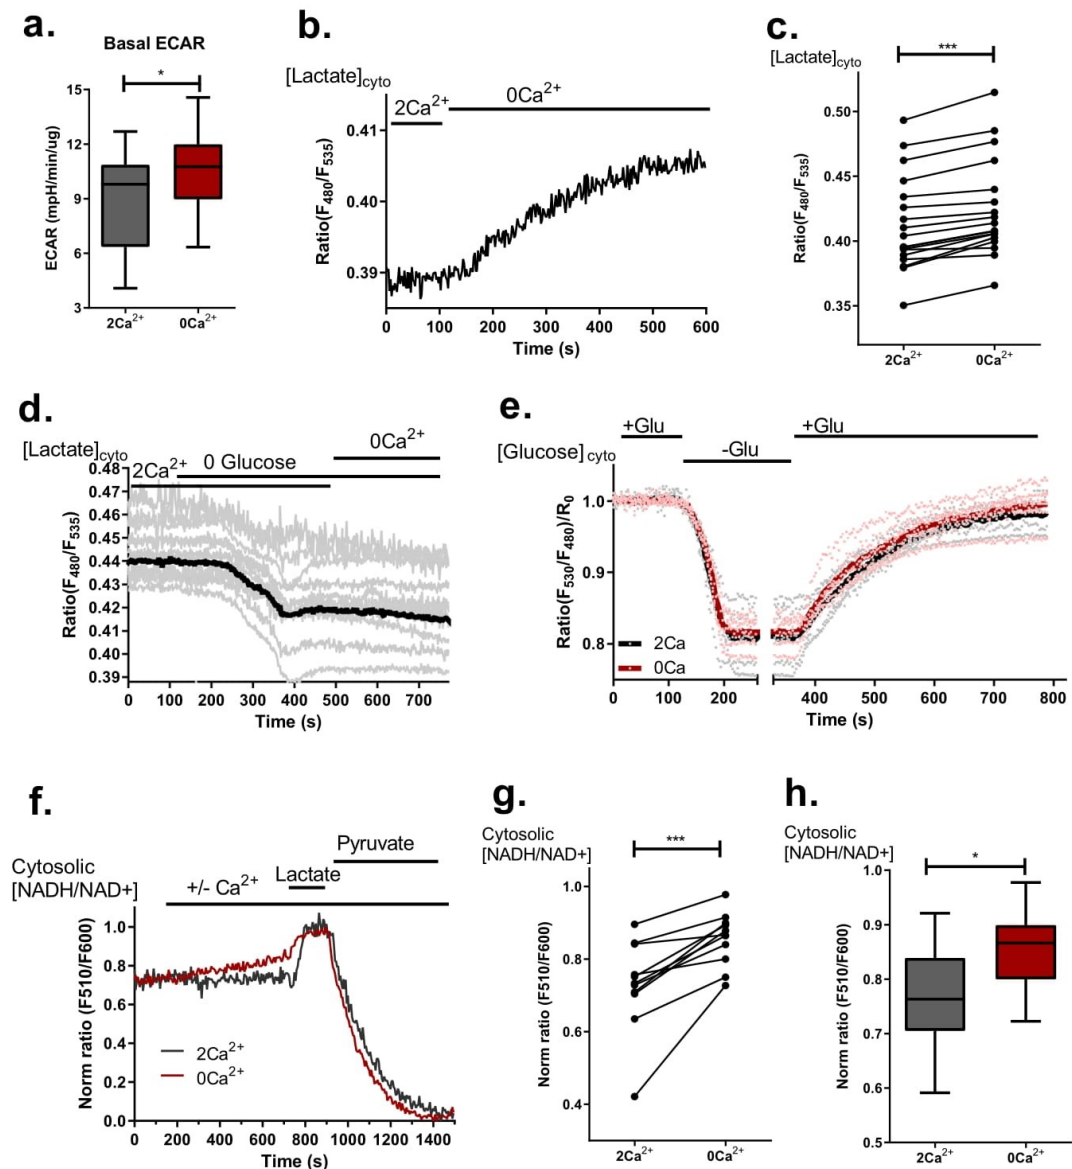 a.
Basal ECAR
*
ECAR (mpH/min/ug)
15
12
9
6
3
2Ca²⁺
0Ca²⁺
b.
[Lactate]cyto
2Ca²⁺
0Ca²⁺
Ratio(F480/F535)
0.41
0.40
0.39
0
100
200
300
400
500
600
Time (s)
c.
[Lactate]cyto
***
Ratio(F480/F535)
0.50
0.45
0.40
0.35
2Ca²⁺
0Ca²⁺
d.
[Lactate]cyto
0Ca²⁺
2Ca²⁺
0 Glucose
Ratio(F480/F535)
0.48
0.47
0.46
0.45
0.44
0.43
0.42
0.41
0.40
0.39
0
100
200
300
400
500
600
700
Time (s)
e.
+Glu
+Glu
[Glucose]cyto
-Glu
Ratio(F530/F480)/R0
1.0
0.9
0.8
2Ca
0Ca
0
100
200
400
500
600
700
800
Time (s)
f.
Cytosolic
[NADH/NAD+]
Pyruvate
Lactate
+/- Ca²⁺
Norm ratio (F510/F600)
1.0
0.8
0.6
0.4
0.2
0.0
2Ca²⁺
0Ca²⁺
0
200
400
600
800
1000
1400
Time (s)
g.
Cytosolic
[NADH/NAD+]
***
Norm ratio (F510/F600)
1.0
0.8
0.6
0.4
2Ca²⁺
0Ca²⁺
h.
Cytosolic
[NADH/NAD+]
*
Norm ratio (F510/F600)
1.0
0.9
0.8
0.7
0.6
0.5
2Ca²⁺
0Ca²⁺